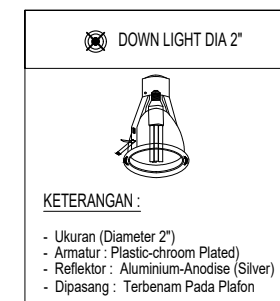 DOWN LIGHT DIA 2"
KETERANGAN :
- Ukuran (Diameter 2")
- Armatur : Plastic-chroom Plated)
- Reflektor : Aluminium-Anodise (Silver)
- Dipasang : Terbenam Pada Plafon